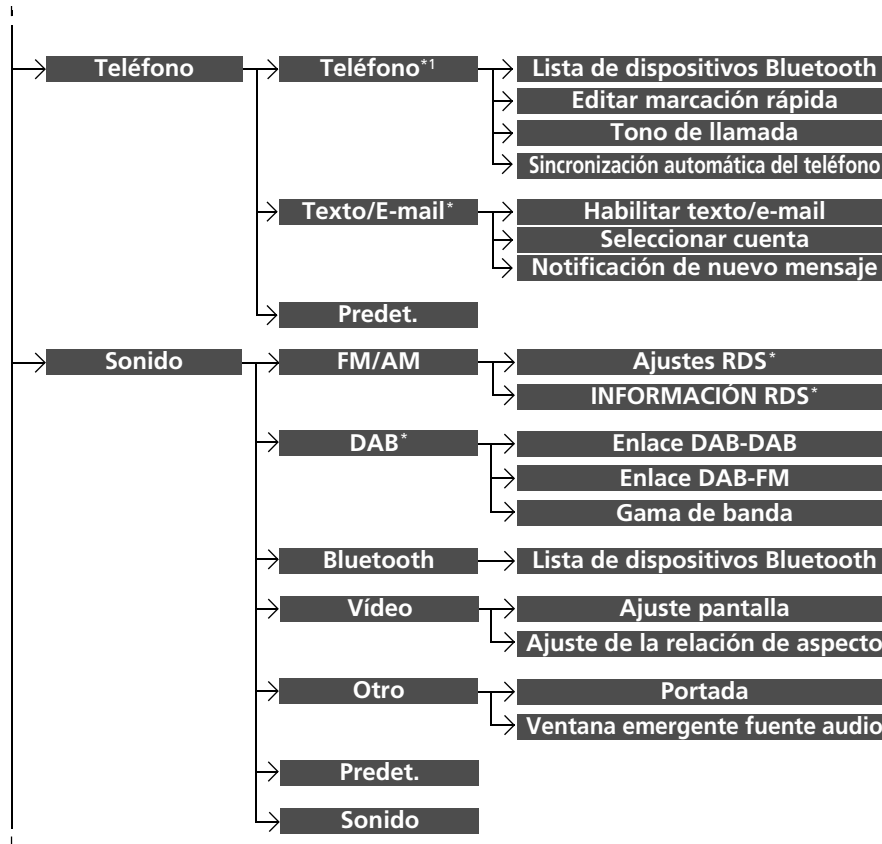 Teléfono
Teléfono*1
Lista de dispositivos Bluetooth
Editar marcación rápida
Tono de llamada
Sincronización automática del teléfono
Texto/E-mail*
Habilitar texto/e-mail
Seleccionar cuenta
Notificación de nuevo mensaje
Predet.
Sonido
FM/AM
Ajustes RDS*
INFORMACIÓN RDS*
DAB*
Enlace DAB-DAB
Enlace DAB-FM
Gama de banda
Bluetooth
Lista de dispositivos Bluetooth
Vídeo
Ajuste pantalla
Ajuste de la relación de aspecto
Otro
Portada
Ventana emergente fuente audio
Predet.
Sonido